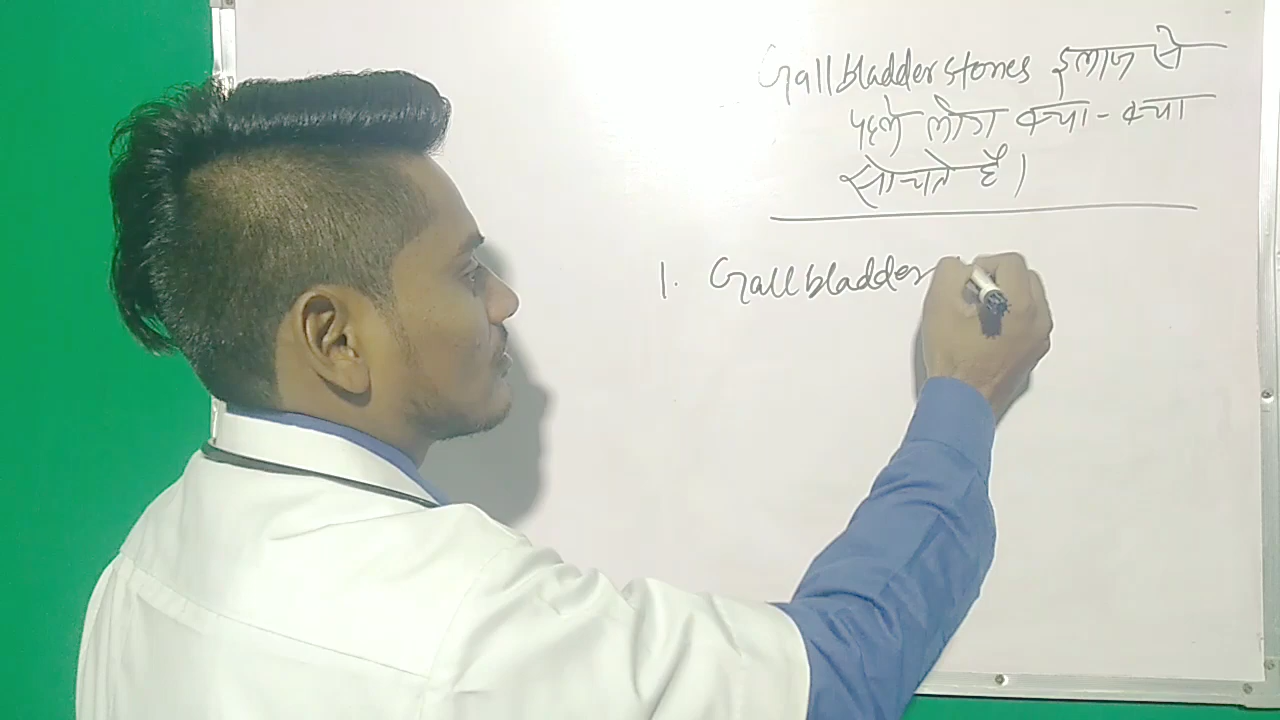 Gallbladder stones इलाज से
पहले लोग क्या-क्या
सोचते है।
1. Gallbladder